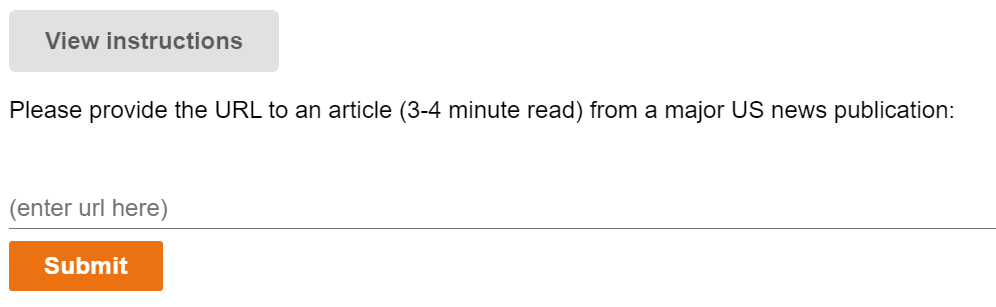 View instructions
Please provide the URL to an article (3-4 minute read) from a major US news publication:
(enter url here)
Submit